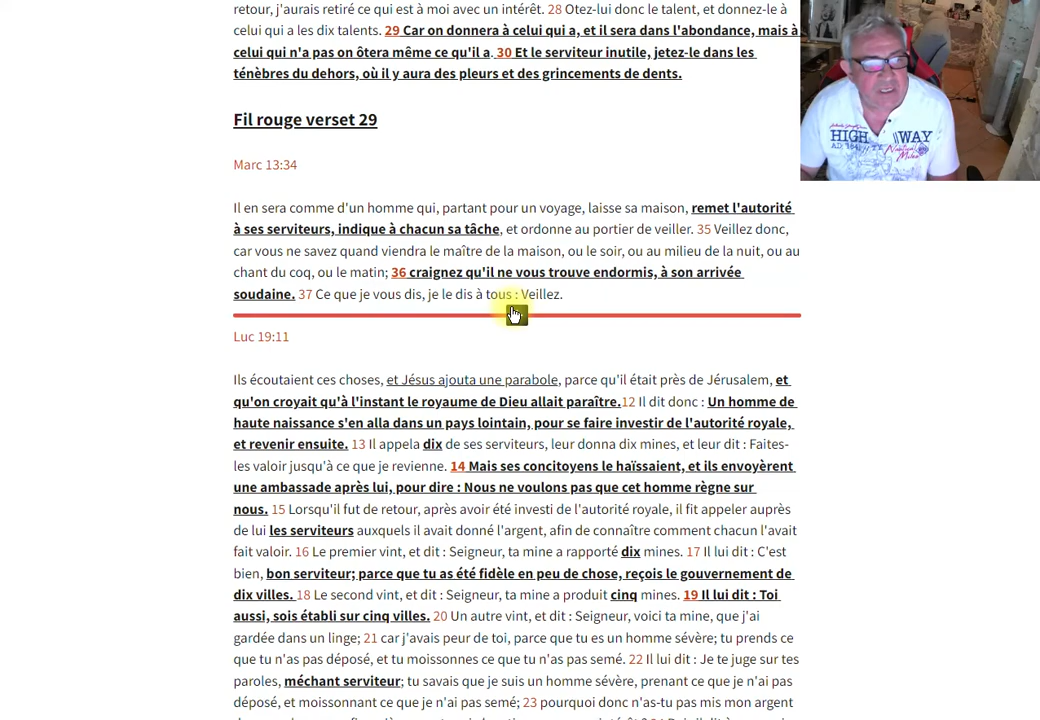 retour, j'aurais retiré ce qui est à moi avec un intérêt. 28 Otez-lui donc le talent, et donnez-le à
celui qui a les dix talents. 29 Car on donnera à celui qui a, et il sera dans l'abondance, mais à
celui qui n'a pas on ôtera même ce qu'il a. 30 Et le serviteur inutile, jetez-le dans les
ténèbres du dehors, où il y aura des pleurs et des grincements de dents.
Fil rouge verset 29
Marc 13:34
Il en sera comme d'un homme qui, partant pour un voyage, laisse sa maison, remet l'autorité
à ses serviteurs, indique à chacun sa tâche, et ordonne au portier de veiller. 35 Veillez donc,
car vous ne savez quand viendra le maître de la maison, ou le soir, ou au milieu de la nuit, ou au
chant du coq, ou le matin; 36 craignez qu'il ne vous trouve endormis, à son arrivée
soudaine. 37 Ce que je vous dis, je le dis à tous : Veillez.
Luc 19:11
Ils écoutaient ces choses, et Jésus ajouta une parabole, parce qu'il était près de Jérusalem, et
qu'on croyait qu'à l'instant le royaume de Dieu allait paraître.12 Il dit donc : Un homme de
haute naissance s'en alla dans un pays lointain, pour se faire investir de l'autorité royale,
et revenir ensuite. 13 Il appela dix de ses serviteurs, leur donna dix mines, et leur dit : Faites-
les valoir jusqu'à ce que je revienne. 14 Mais ses concitoyens le haïssaient, et ils envoyèrent
une ambassade après lui, pour dire : Nous ne voulons pas que cet homme règne sur
nous. 15 Lorsqu'il fut de retour, après avoir été investi de l'autorité royale, il fit appeler auprès
de lui les serviteurs auxquels il avait donné l'argent, afin de connaître comment chacun l'avait
fait valoir. 16 Le premier vint, et dit : Seigneur, ta mine a rapporté dix mines. 17 Il lui dit : C'est
bien, bon serviteur; parce que tu as été fidèle en peu de chose, reçois le gouvernement de
dix villes. 18 Le second vint, et dit : Seigneur, ta mine a produit cinq mines. 19 Il lui dit : Toi
aussi, sois établi sur cinq villes. 20 Un autre vint, et dit : Seigneur, voici ta mine, que j'ai
gardée dans un linge; 21 car j'avais peur de toi, parce que tu es un homme sévère; tu prends ce
que tu n'as pas déposé, et tu moissonnes ce que tu n'as pas semé. 22 Il lui dit : Je te juge sur tes
paroles, méchant serviteur; tu savais que je suis un homme sévère, prenant ce que je n'ai pas
déposé, et moissonnant ce que je n'ai pas semé; 23 pourquoi donc n'as-tu pas mis mon argent
HIGH WAY